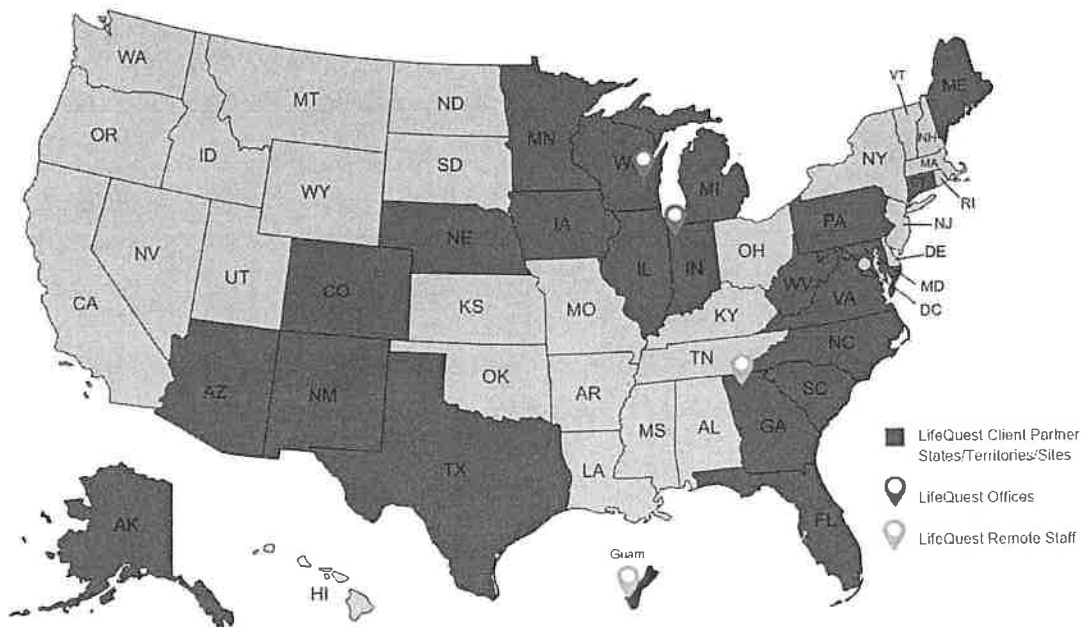 WA
OR
CA
NV
ID
MT
WY
UT
AZ
CO
NM
ND
SD
NE
KS
OK
TX
MN
IA
MO
AR
LA
IL
MI
IN
OH
KY
TN
MS
AL
GA
FL
SC
NC
VA
WV
PA
NY
VT
NH
ME
MA
RI
NJ
DE
MD
DC
AK
HI
Guam
LifeQuest Client Partner
States/Territories/Sites
LifeQuest Offices
LifeQuest Remote Staff